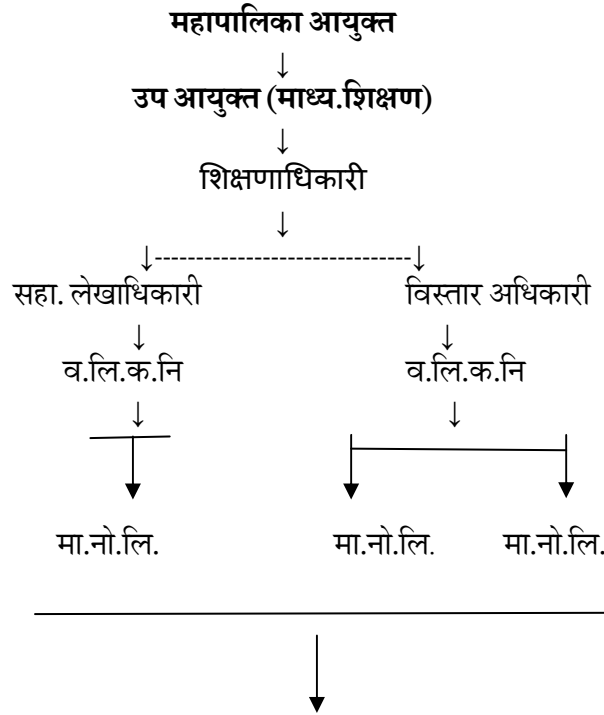 महापालिका आयुक्त
उप आयुक्त (माध्य.शिक्षण)
शिक्षणाधिकारी
सहा. लेखाधिकारी विस्तार अधिकारी
व.लि.क.नि व.लि.क.नि
मा.नो.लि. मा.नो.लि. मा.नो.लि.